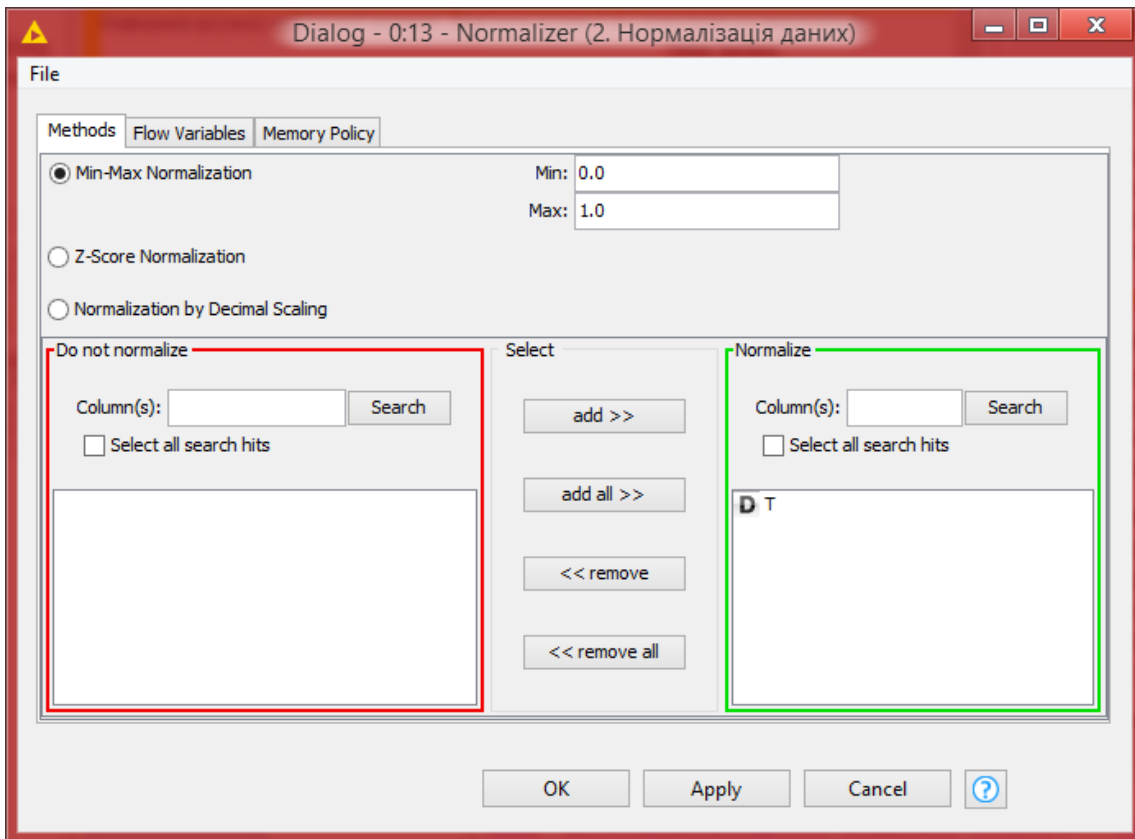 Dialog - 0:13 - Normalizer (2. Нормалізація даних)
File
Methods Flow Variables Memory Policy
Min-Max Normalization Min: 0.0
Max: 1.0
Z-Score Normalization
Normalization by Decimal Scaling
Do not normalize Select Normalize
Column(s): Search add >> Column(s): Search
Select all search hits Select all search hits
add all >> D T
<< remove
<< remove all
OK Apply Cancel ?